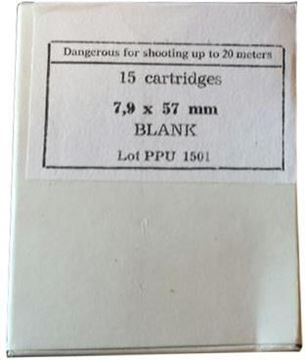 Dangerous for shooting up to 20 meters
15 cartridges
7,9 x 57 mm
BLANK
Lot PPU 1501